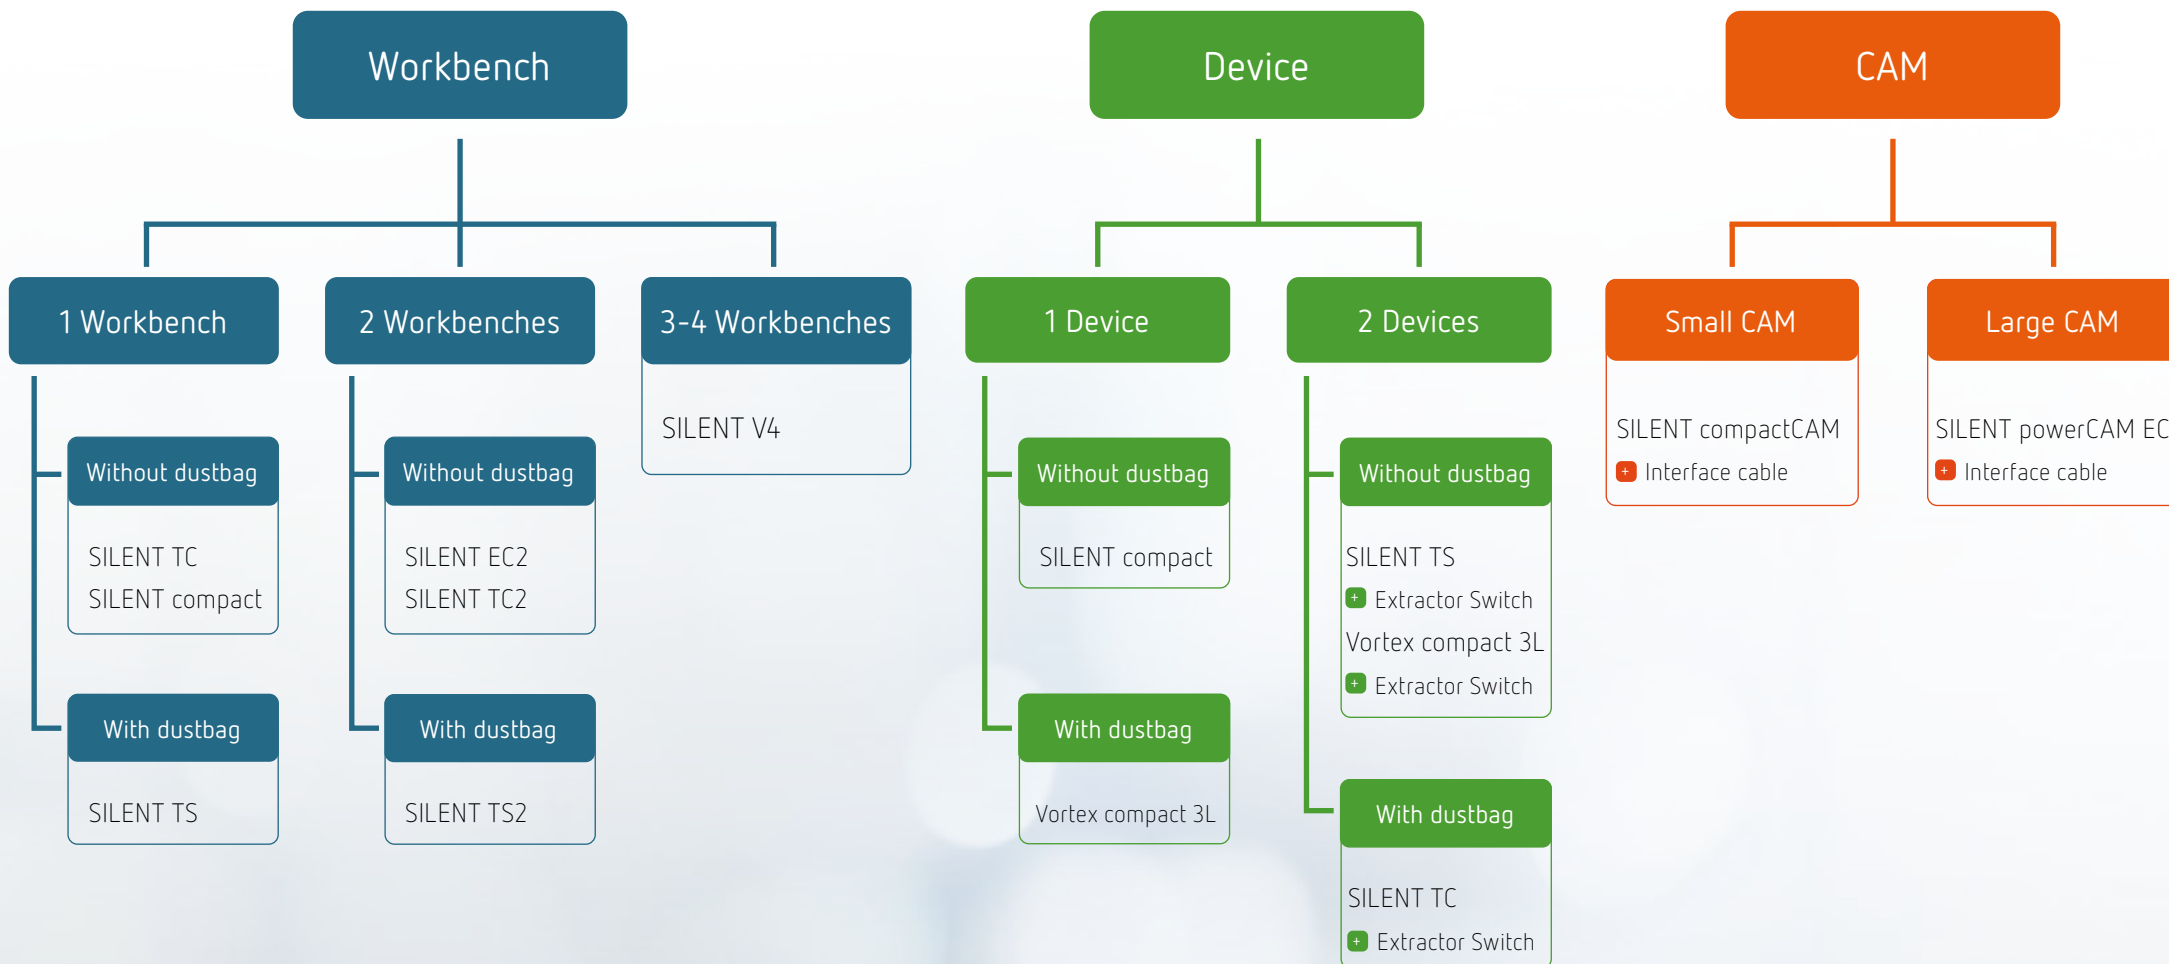 Workbench
1 Workbench
Without dustbag
SILENT TC
SILENT compact
With dustbag
SILENT TS
2 Workbenches
Without dustbag
SILENT EC2
SILENT TC2
With dustbag
SILENT TS2
3-4 Workbenches
SILENT V4
Device
1 Device
Without dustbag
SILENT compact
With dustbag
Vortex compact 3L
2 Devices
Without dustbag
SILENT TS
+ Extractor Switch
Vortex compact 3L
+ Extractor Switch
With dustbag
SILENT TC
+ Extractor Switch
CAM
Small CAM
SILENT compactCAM
+ Interface cable
Large CAM
SILENT powerCAM EC
+ Interface cable